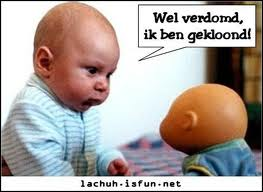 Wel verdomd,
ik ben gekloond!
lachuh-isfun-net